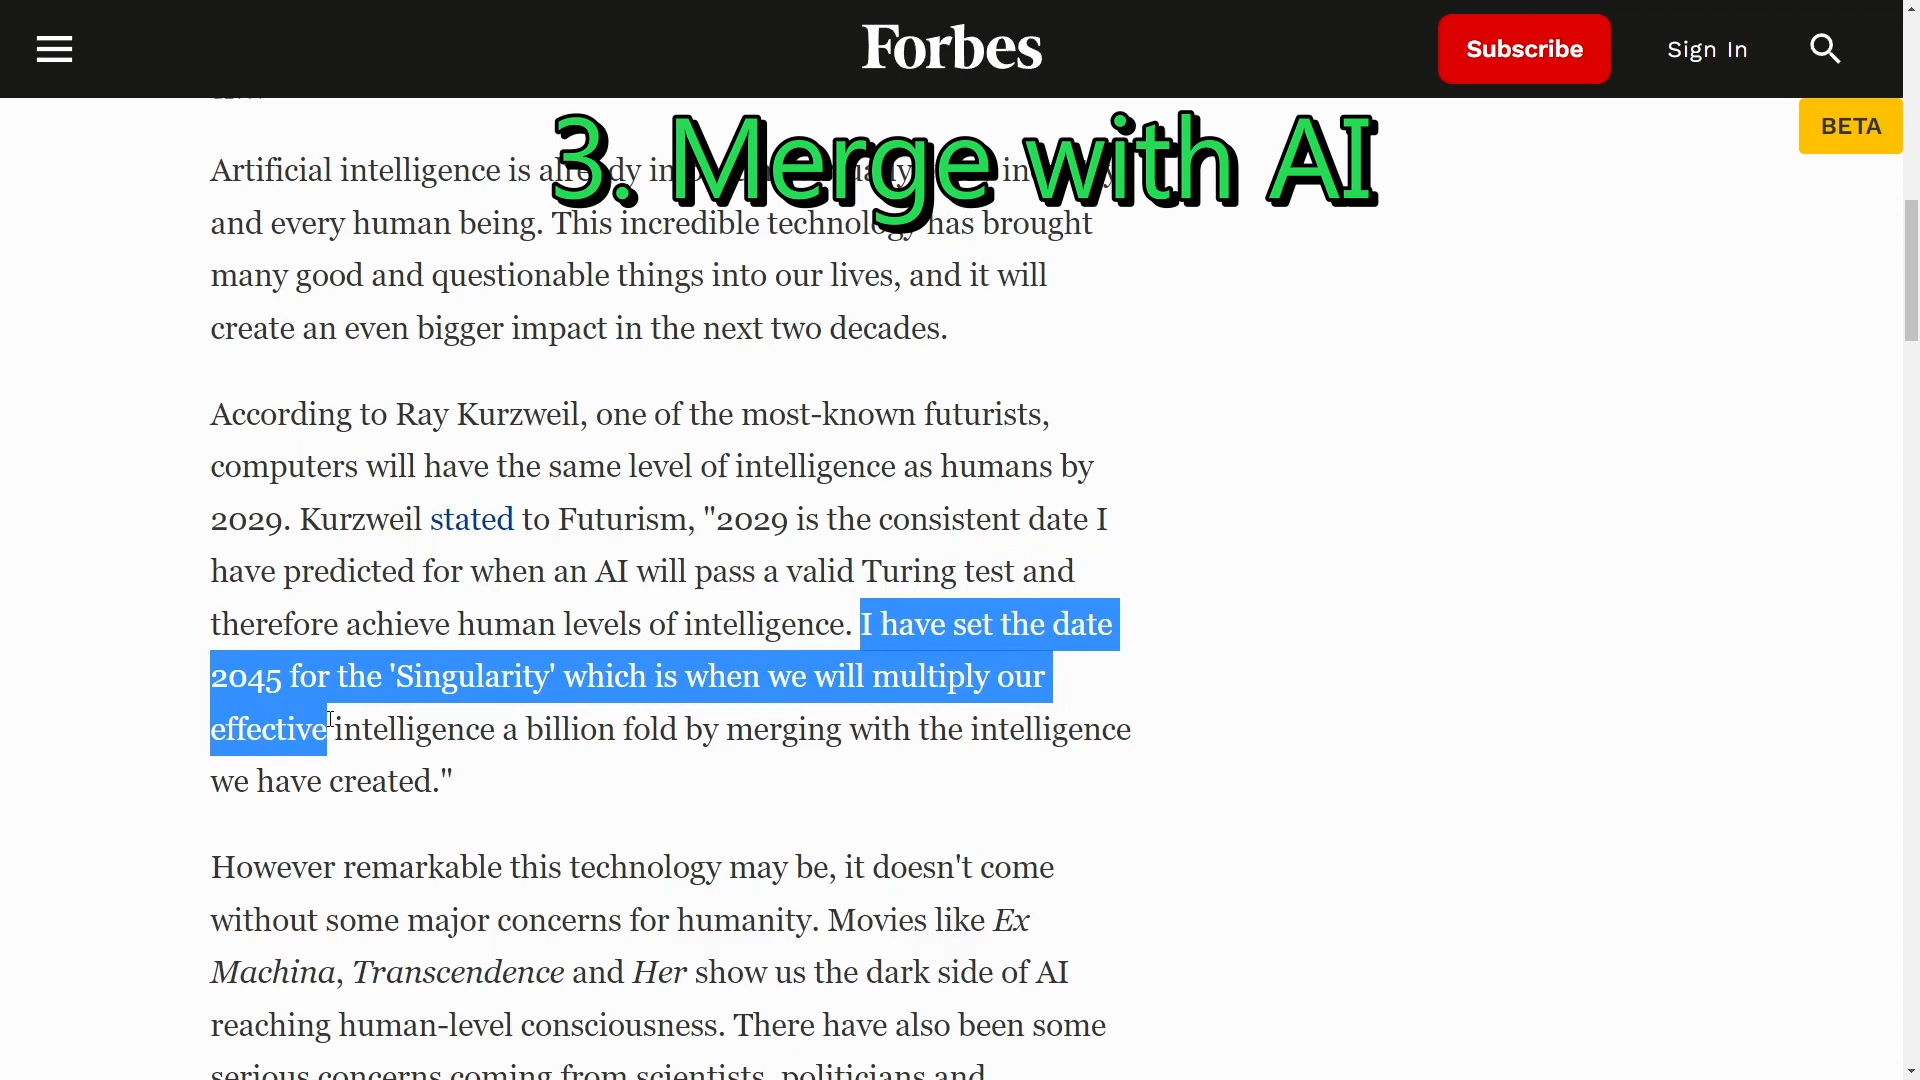 Forbes
Subscribe
Sign In
BETA
3. Merge with AI
Artificial intelligence is
and every human being. This incredible technology has brought
many good and questionable things into our lives, and it will
create an even bigger impact in the next two decades.
According to Ray Kurzweil, one of the most-known futurists,
computers will have the same level of intelligence as humans by
2029. Kurzweil stated to Futurism, "2029 is the consistent date I
have predicted for when an AI will pass a valid Turing test and
therefore achieve human levels of intelligence. I have set the date
2045 for the 'Singularity' which is when we will multiply our
effective intelligence a billion fold by merging with the intelligence
we have created."
However remarkable this technology may be, it doesn't come
without some major concerns for humanity. Movies like Ex
Machina, Transcendence and Her show us the dark side of AI
reaching human-level consciousness. There have also been some
serious concerns coming from scientists, politicians and